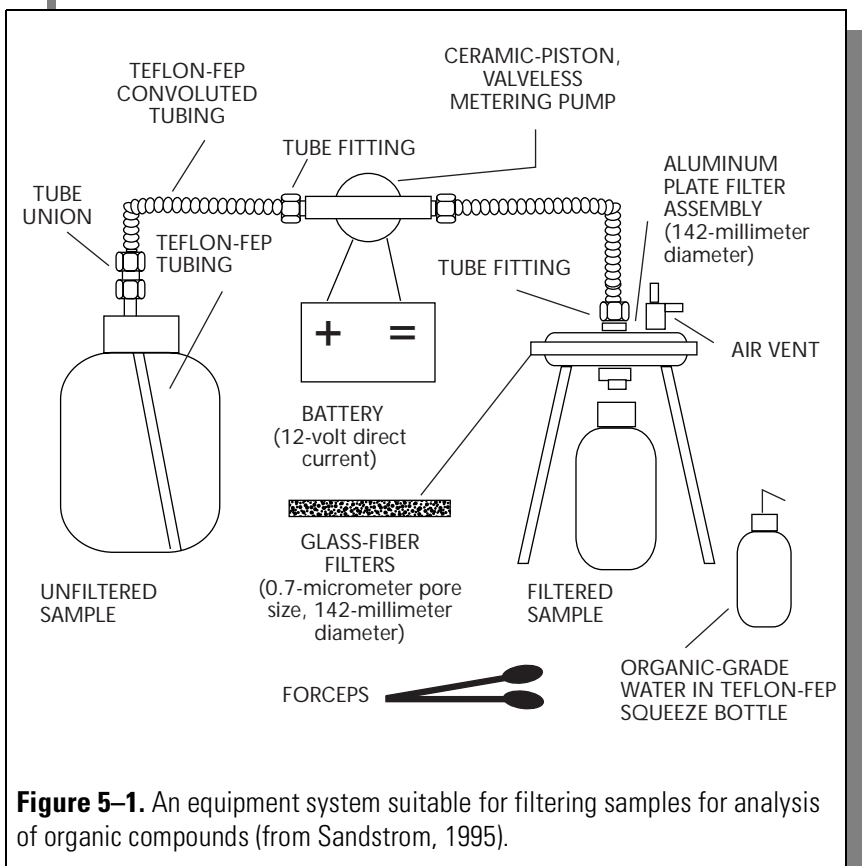 TEFLON-FEP
CONVOLUTED
TUBING
CERAMIC-PISTON,
VALVELESS
METERING PUMP
TUBE FITTING
TUBE
UNION
TEFLON-FEP
TUBING
ALUMINUM
PLATE FILTER
ASSEMBLY
(142-millimeter
diameter)
TUBE FITTING
AIR VENT
+ =
BATTERY
(12-volt direct
current)
GLASS-FIBER
FILTERS
(0.7-micrometer pore
size, 142-millimeter
diameter)
UNFILTERED
SAMPLE
FILTERED
SAMPLE
FORCEPS
ORGANIC-GRADE
WATER IN TEFLON-FEP
SQUEEZE BOTTLE
Figure 5–1. An equipment system suitable for filtering samples for analysis
of organic compounds (from Sandstrom, 1995).